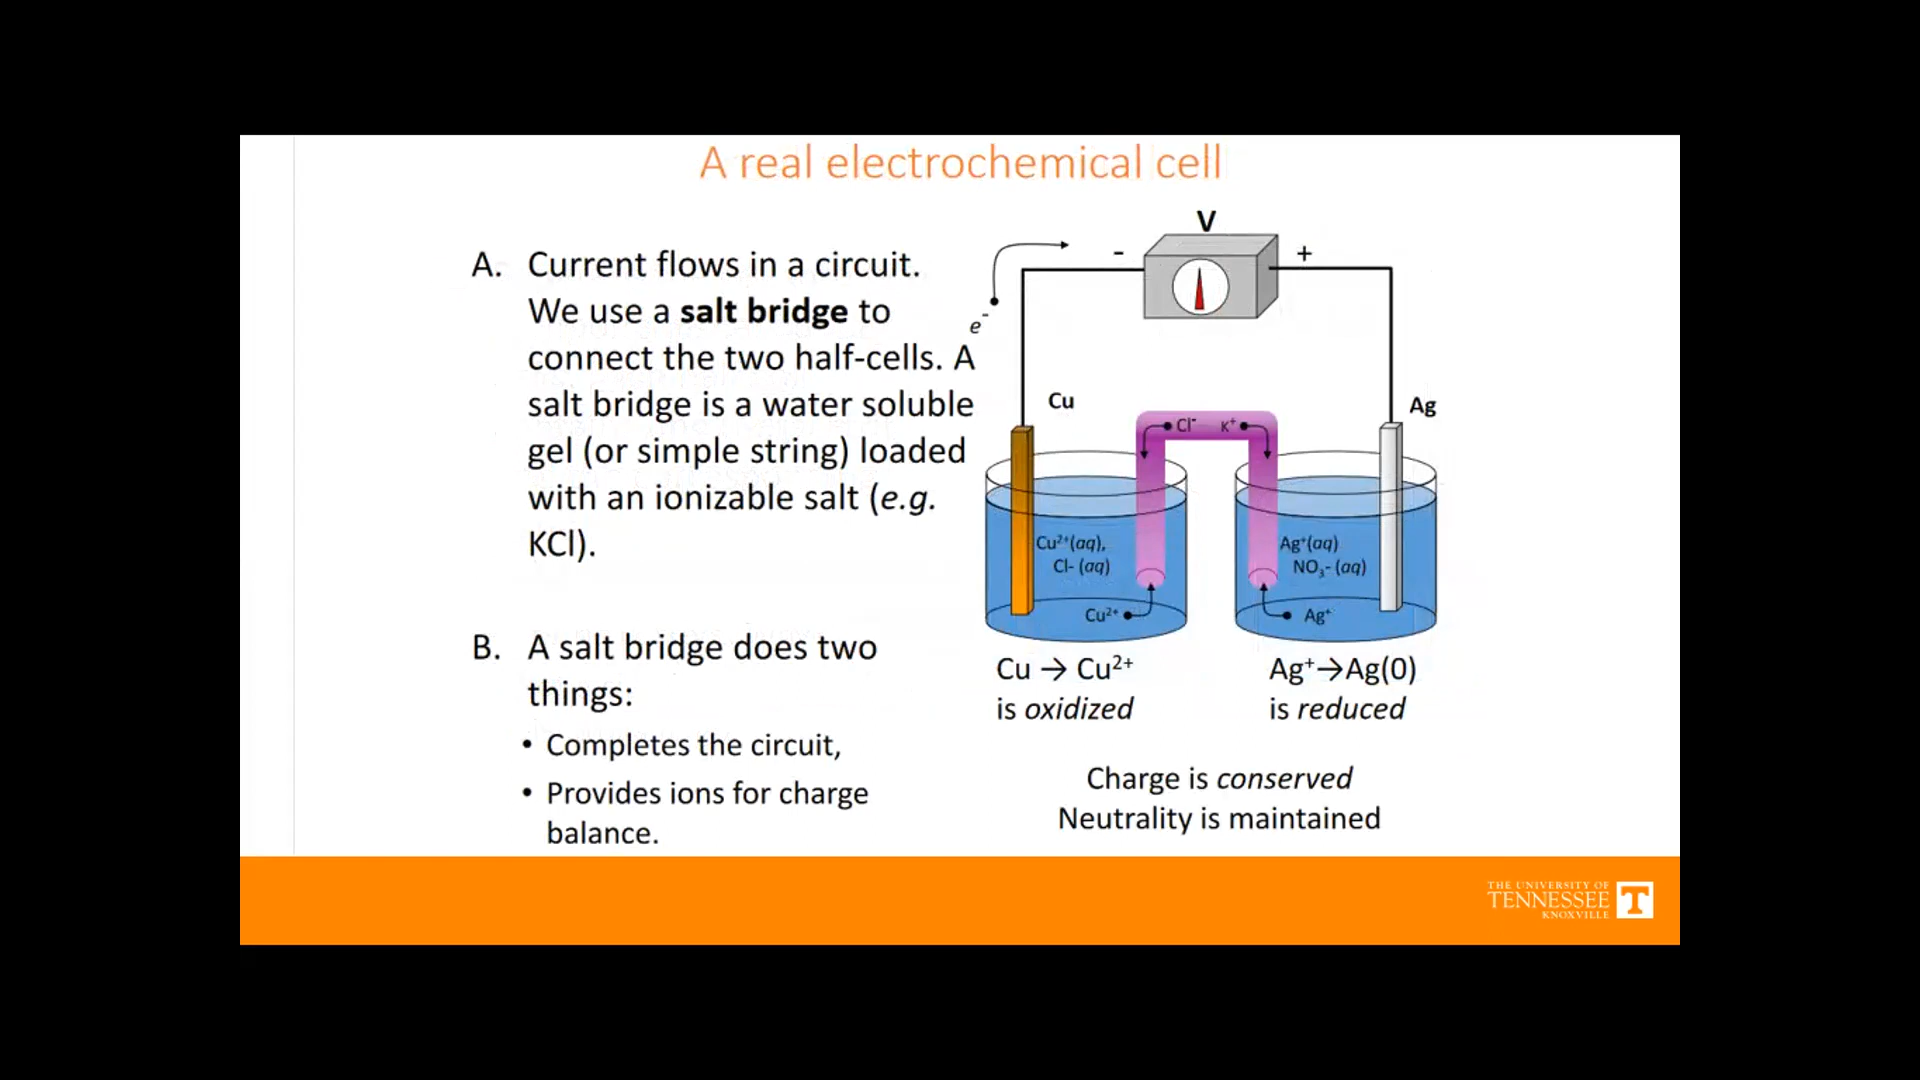 A real electrochemical cell
A. Current flows in a circuit.
We use a salt bridge to
connect the two half-cells. A
salt bridge is a water soluble
gel (or simple string) loaded
with an ionizable salt (e.g.
KCl).
B. A salt bridge does two
things:
• Completes the circuit,
• Provides ions for charge
balance.
V
- +
e⁻
Cu
Ag
Cl⁻ K⁺
Cu²⁺(aq),
Cl- (aq)
Cu²⁺
Ag⁺(aq)
NO₃- (aq)
Ag⁺
Cu → Cu²⁺
is oxidized
Ag⁺→Ag(0)
is reduced
Charge is conserved
Neutrality is maintained
THE UNIVERSITY OF
TENNESSEE
KNOXVILLE
T